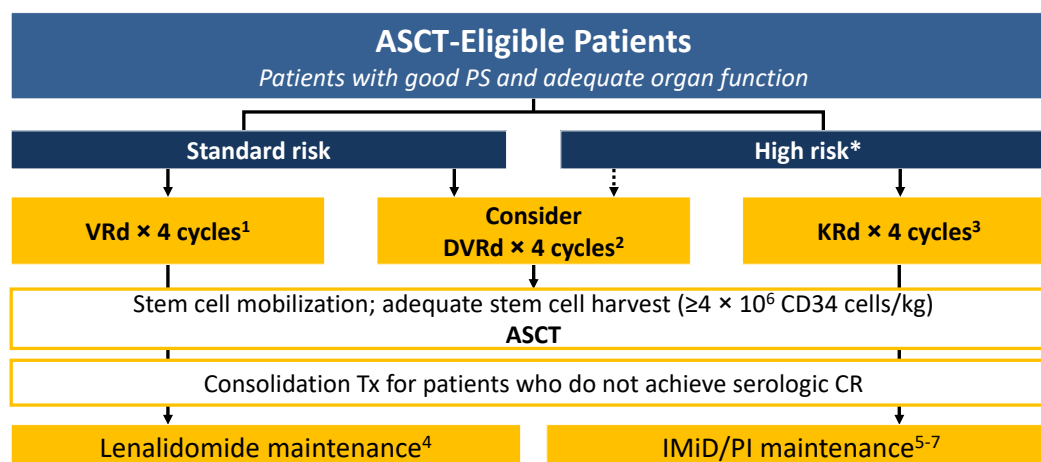 ASCT-Eligible Patients
Patients with good PS and adequate organ function
Standard risk
High risk*
VRd × 4 cycles¹
Consider
DVRd × 4 cycles²
KRd × 4 cycles³
Stem cell mobilization; adequate stem cell harvest (≥4 × 10⁶ CD34 cells/kg)
ASCT
Consolidation Tx for patients who do not achieve serologic CR
Lenalidomide maintenance⁴
IMiD/PI maintenance⁵⁻⁷